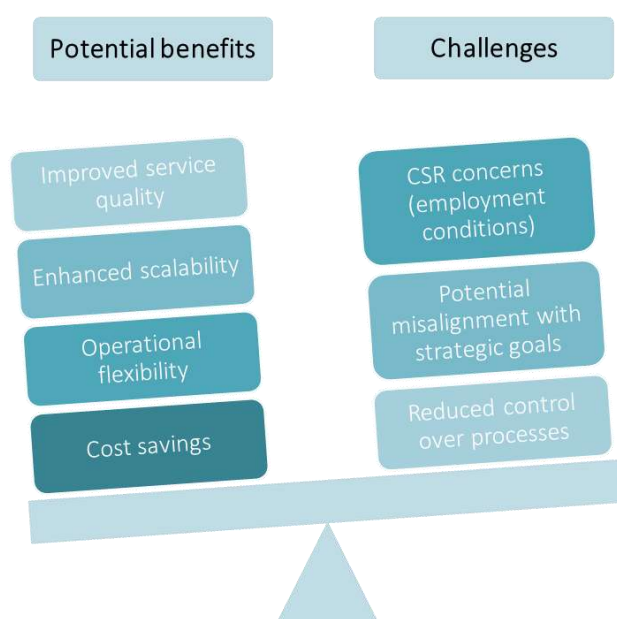 Potential benefits
Challenges
Improved service
quality
Enhanced scalability
Operational
flexibility
Cost savings
CSR concerns
(employment
conditions)
Potential
misalignment with
strategic goals
Reduced control
over processes